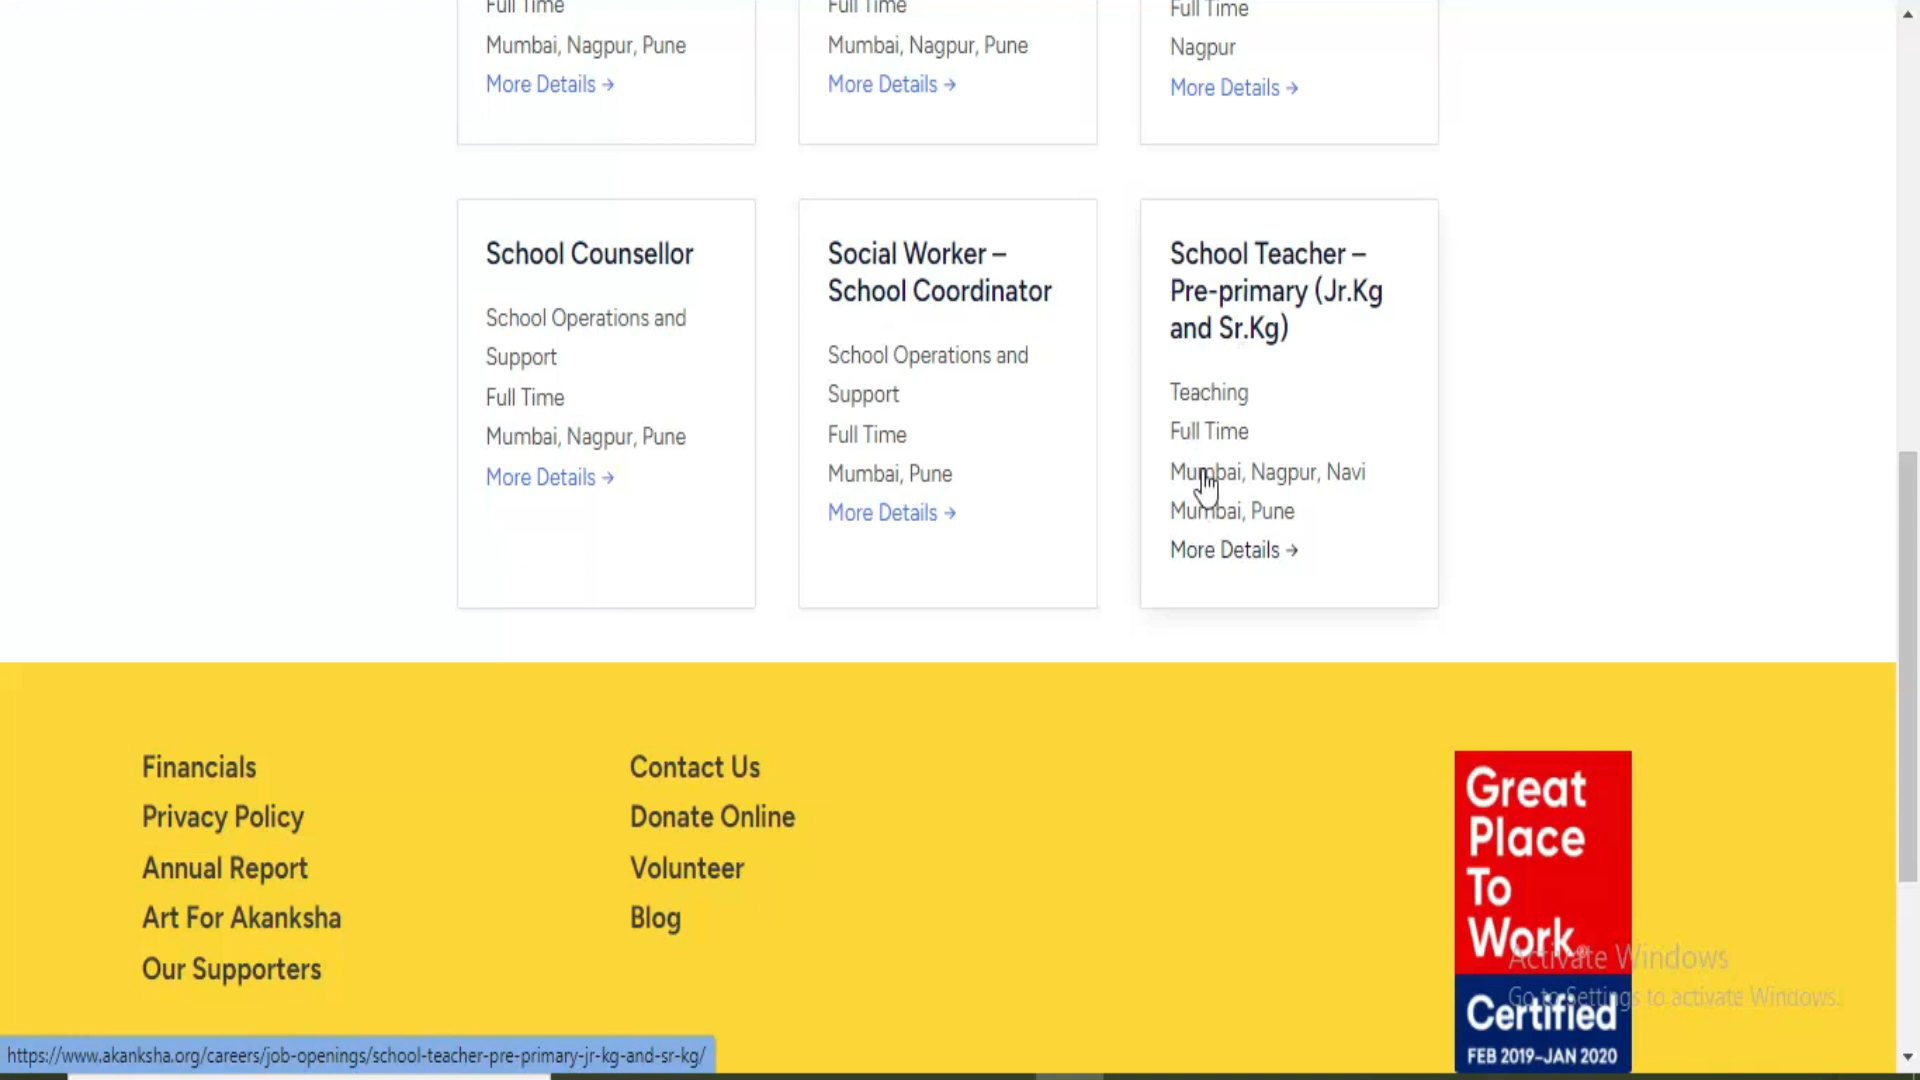 Full Time
Mumbai, Nagpur, Pune
More Details →
Full Time
Mumbai, Nagpur, Pune
More Details →
Full Time
Nagpur
More Details →
School Counsellor
School Operations and
Support
Full Time
Mumbai, Nagpur, Pune
More Details →
Social Worker –
School Coordinator
School Operations and
Support
Full Time
Mumbai, Pune
More Details →
School Teacher –
Pre-primary (Jr.Kg
and Sr.Kg)
Teaching
Full Time
Mumbai, Nagpur, Navi
Mumbai, Pune
More Details →
Financials
Privacy Policy
Annual Report
Art For Akanksha
Our Supporters
Contact Us
Donate Online
Volunteer
Blog
Great
Place
To
Work®
Certified
FEB 2019–JAN 2020
Activate Windows
Go to Settings to activate Windows.
https://www.akanksha.org/careers/job-openings/school-teacher-pre-primary-jr-kg-and-sr-kg/